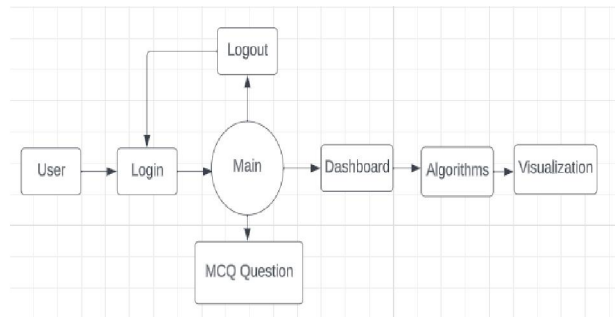 Logout
User
Login
Main
Dashboard
Algorithms
Visualization
MCQ Question